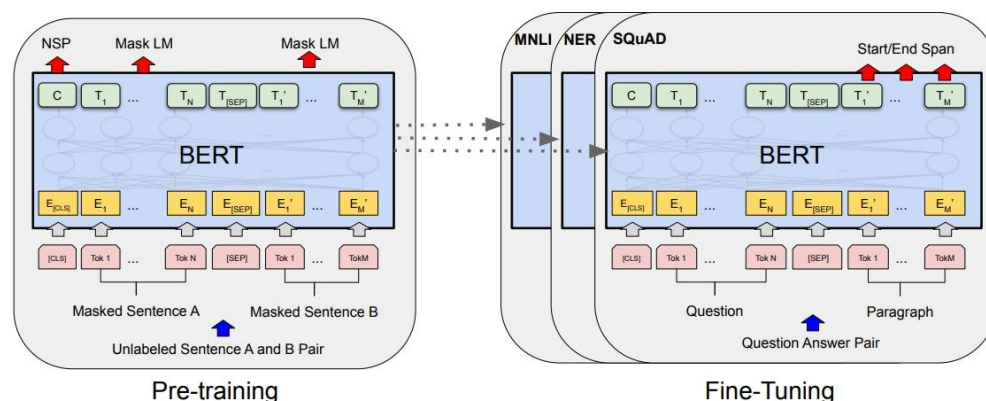 NSP Mask LM Mask LM
C T1 ... TN T[SEP] T1' ... TM'
BERT
E[CLS] E1 ... EN E[SEP] E1' ... EM'
[CLS] Tok 1 ... Tok N [SEP] Tok 1 ... TokM
Masked Sentence A Masked Sentence B
Unlabeled Sentence A and B Pair
Pre-training
MNLI NER SQuAD
Start/End Span
C T1 ... TN T[SEP] T1' ... TM'
BERT
E[CLS] E1 ... EN E[SEP] E1' ... EM'
[CLS] Tok 1 ... Tok N [SEP] Tok 1 ... TokM
Question Paragraph
Question Answer Pair
Fine-Tuning